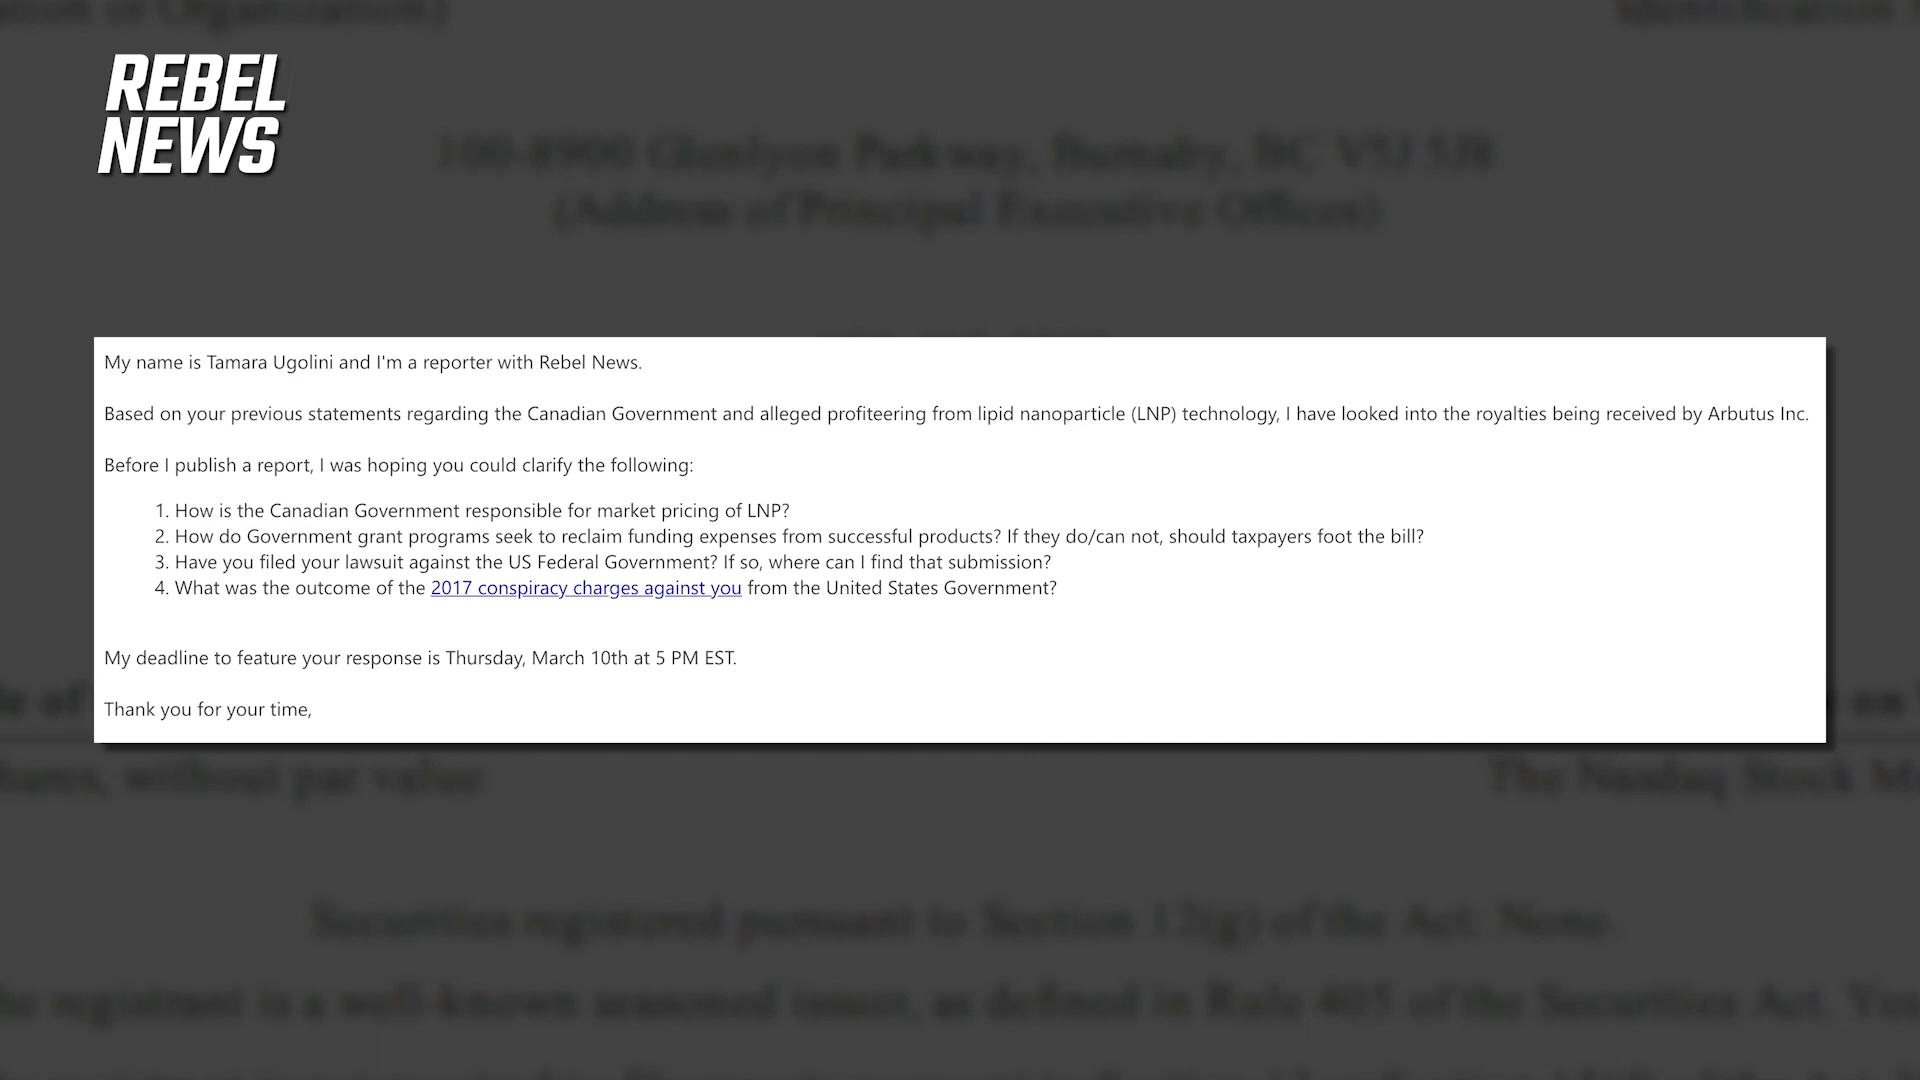 ation or Organization)
Identification
REBEL
NEWS
100-8900 Glenlyon Parkway, Burnaby, BC V5J 5J8
(Address of Principal Executive Offices)
My name is Tamara Ugolini and I'm a reporter with Rebel News.
Based on your previous statements regarding the Canadian Government and alleged profiteering from lipid nanoparticle (LNP) technology, I have looked into the royalties being received by Arbutus Inc.
Before I publish a report, I was hoping you could clarify the following:
1. How is the Canadian Government responsible for market pricing of LNP?
2. How do Government grant programs seek to reclaim funding expenses from successful products? If they do/can not, should taxpayers foot the bill?
3. Have you filed your lawsuit against the US Federal Government? If so, where can I find that submission?
4. What was the outcome of the 2017 conspiracy charges against you from the United States Government?
My deadline to feature your response is Thursday, March 10th at 5 PM EST.
Thank you for your time,
hares, without par value
The Nasdaq Stock M
Securities registered pursuant to Section 12(g) of the Act: None.
he registrant is a well-known seasoned issuer, as defined in Rule 405 of the Securities Act. Yes